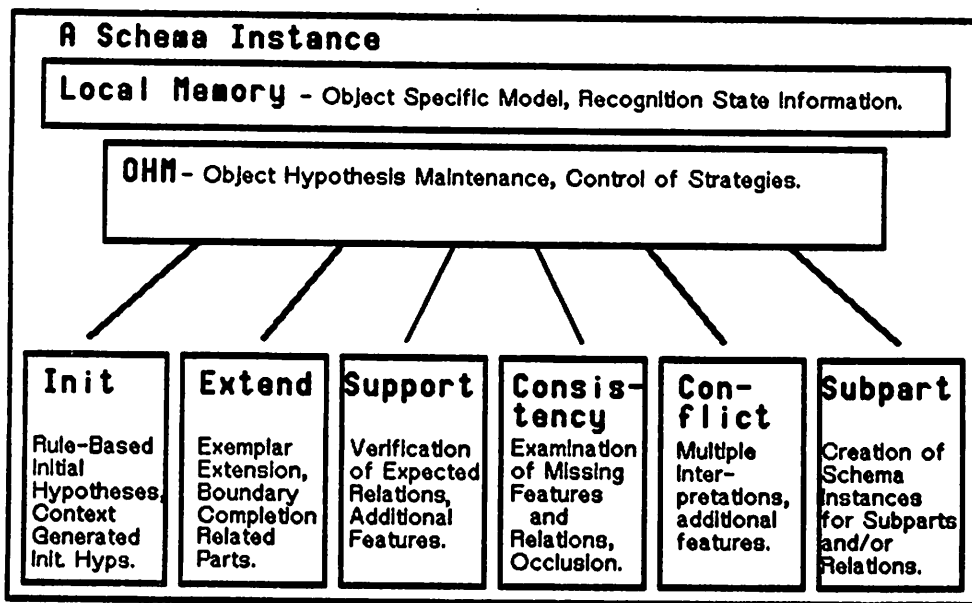 A Schema Instance
Local Memory - Object Specific Model, Recognition State Information.
OHM - Object Hypothesis Maintenance, Control of Strategies.
Init
Rule-Based
Initial
Hypotheses,
Context
Generated
Init. Hyps.
Extend
Exemplar
Extension,
Boundary
Completion
Related
Parts.
Support
Verification
of Expected
Relations,
Additional
Features.
Consis-
tency
Examination
of Missing
Features
and
Relations,
Occlusion.
Con-
flict
Multiple
Inter-
pretations,
additional
features.
Subpart
Creation of
Schema
Instances
for Subparts
and/or
Relations.